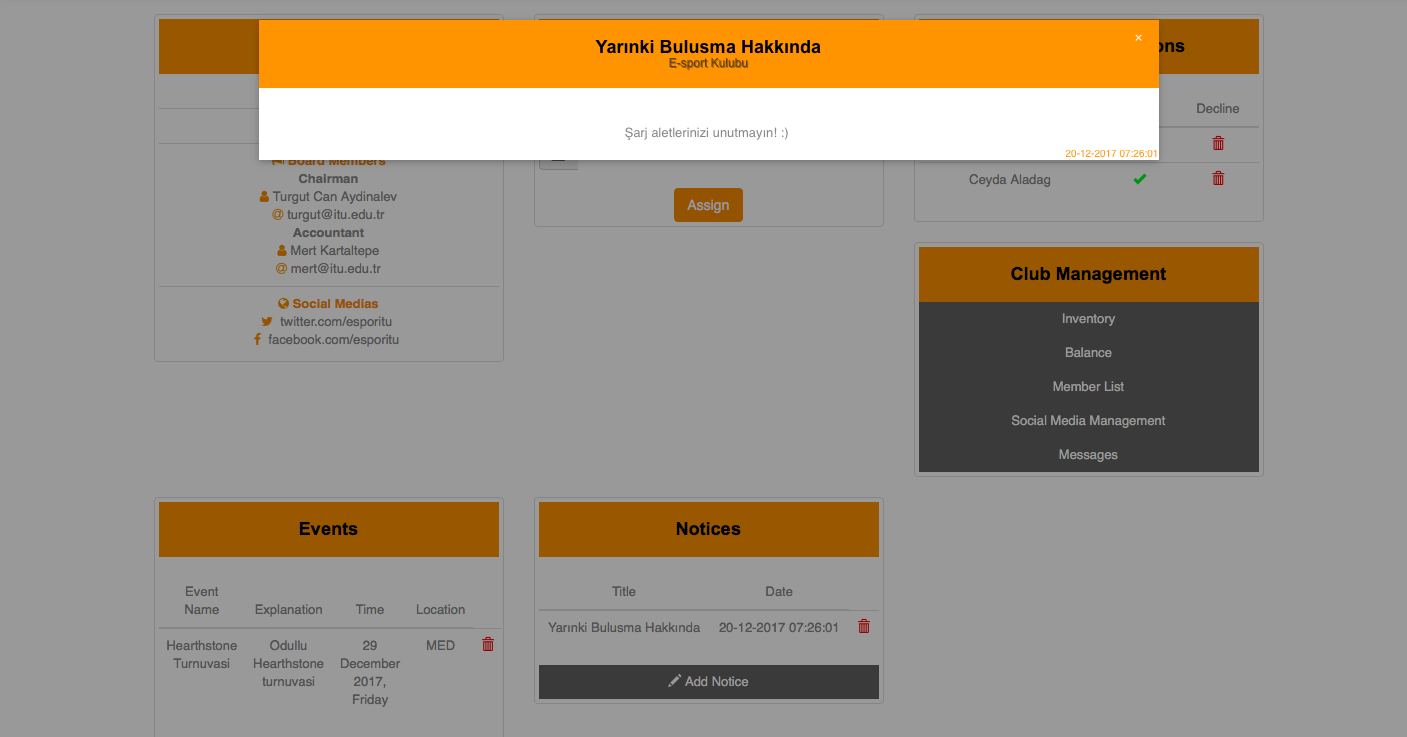 Yarınki Bulusma Hakkında
×
E-sport Kulubu
Şarj aletlerinizi unutmayın! :)
20-12-2017 07:26:01
Board Members
Chairman
Turgut Can Aydinalev
@ turgut@itu.edu.tr
Accountant
Mert Kartaltepe
@ mert@itu.edu.tr
Social Medias
twitter.com/esporitu
facebook.com/esporitu
Assign
Decline
Ceyda Aladag
Club Management
Inventory
Balance
Member List
Social Media Management
Messages
Events
Event
Name Explanation Time Location
Hearthstone Odullu 29 MED
Turnuvasi Hearthstone December
turnuvasi 2017,
Friday
Notices
Title Date
Yarınki Bulusma Hakkında 20-12-2017 07:26:01
Add Notice